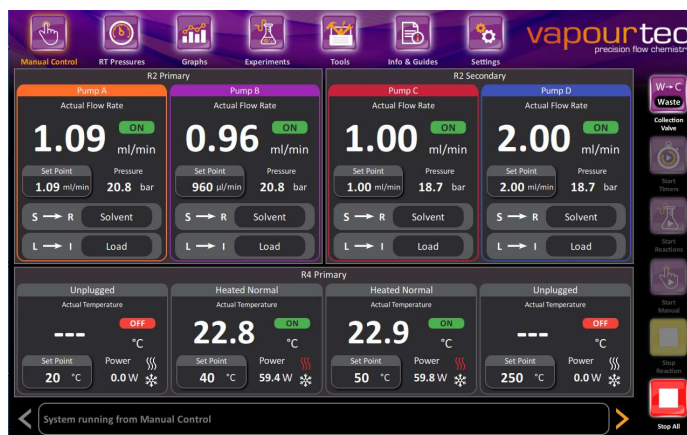 vapourtec
precision flow chemistry
Manual Control
RT Pressures
Graphs
Experiments
Tools
Info & Guides
Settings
R2 Primary
R2 Secondary
Pump A
Actual Flow Rate
1.09
ON
ml/min
Set Point
1.09 ml/min
Pressure
20.8 bar
S → R Solvent
L → I Load
Pump B
Actual Flow Rate
0.96
ON
ml/min
Set Point
960 µl/min
Pressure
20.8 bar
S → R Solvent
L → I Load
Pump C
Actual Flow Rate
1.00
ON
ml/min
Set Point
1.00 ml/min
Pressure
18.7 bar
S → R Solvent
L → I Load
Pump D
Actual Flow Rate
2.00
ON
ml/min
Set Point
2.00 ml/min
Pressure
18.7 bar
S → R Solvent
L → I Load
R4 Primary
Unplugged
Actual Temperature
---
OFF
°C
Set Point
20 °C
Power
0.0 W
Heated Normal
Actual Temperature
22.8
ON
°C
Set Point
40 °C
Power
59.4 W
Heated Normal
Actual Temperature
22.9
ON
°C
Set Point
50 °C
Power
59.8 W
Unplugged
Actual Temperature
---
OFF
°C
Set Point
250 °C
Power
0.0 W
W→C
Waste
Collection
Valve
Start
Timers
Start
Reactions
Start
Manual
Stop
Reaction
Stop All
System running from Manual Control